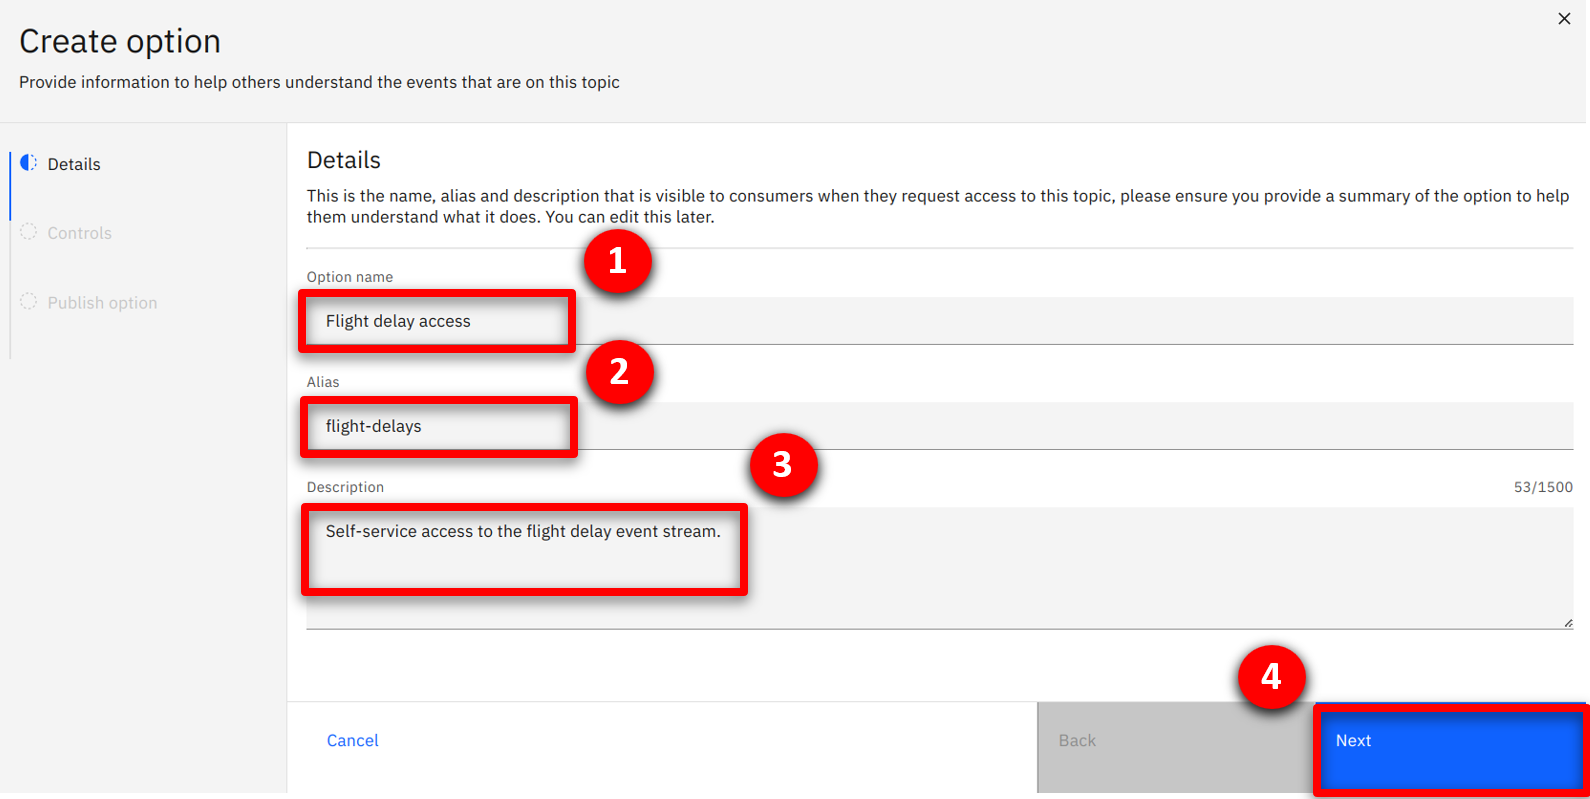 Create option
Provide information to help others understand the events that are on this topic
Details
Controls
Publish option
Details
This is the name, alias and description that is visible to consumers when they request access to this topic, please ensure you provide a summary of the option to help
them understand what it does. You can edit this later.
1
Option name
Flight delay access
2
Alias
flight-delays
3
Description
53/1500
Self-service access to the flight delay event stream.
4
Cancel
Back
Next